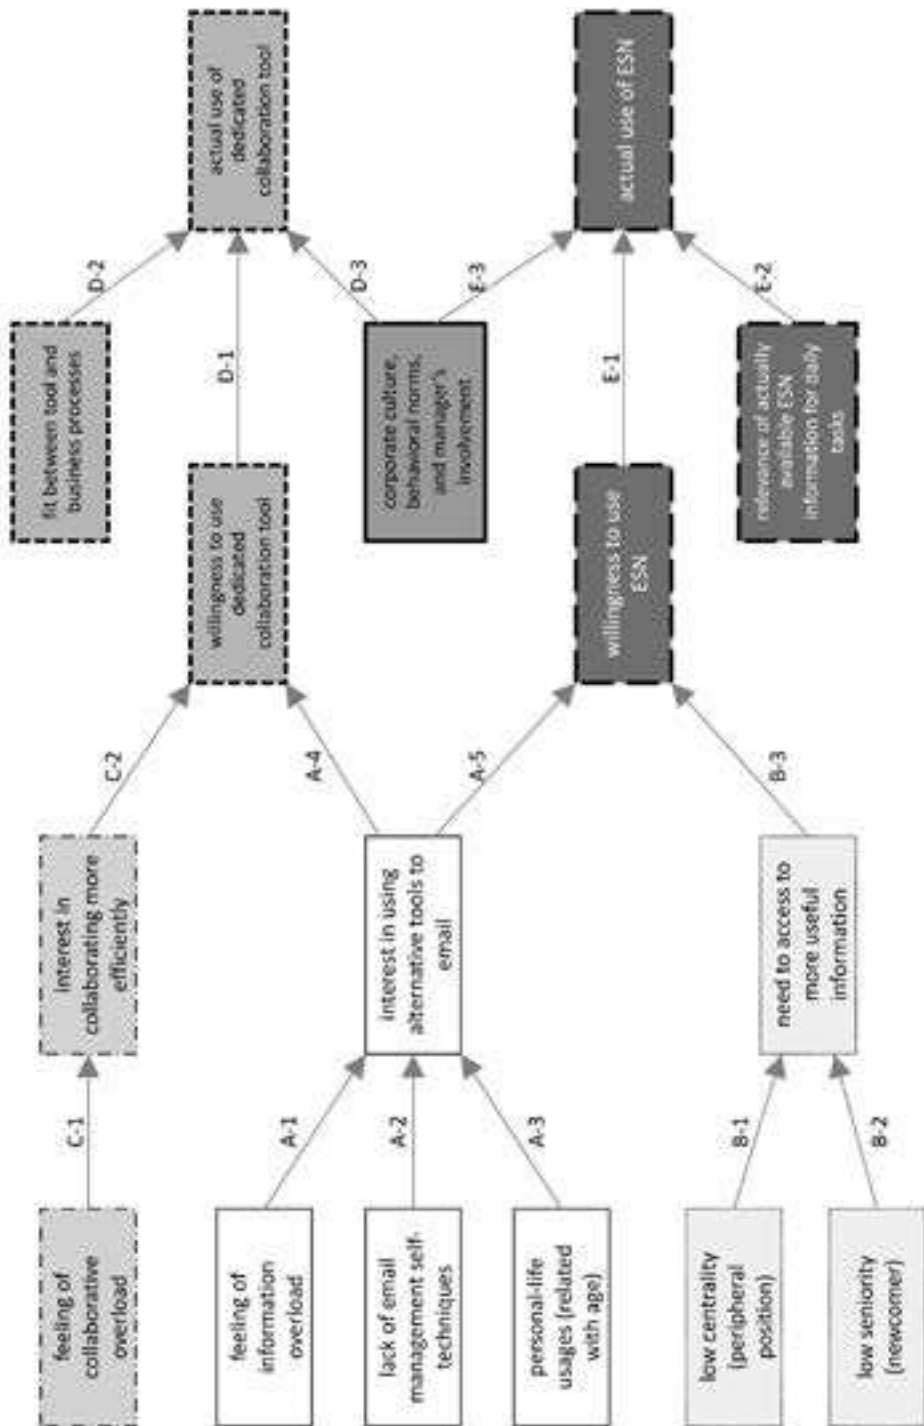 feeling of
collaborative
overload
C-1
interest in
collaborating more
efficiently
C-2
fit between tool and
business processes
D-2
feeling of
information
overload
A-1
willingness to use
dedicated
collaboration tool
D-1
actual use of
dedicated
collaboration tool
lack of email
management self-
techniques
A-2
interest in using
alternative tools to
email
A-4
corporate culture,
behavioral norms,
and manager's
involvement
D-3
personal-life
usages (related
with age)
A-3
A-5
E-3
low centrality
(peripheral
position)
B-1
willingness to use
ESN
E-1
actual use of ESN
low seniority
(newcomer)
B-2
need to access to
more useful
information
B-3
relevance of actually
available ESN
information for daily
tasks
E-2